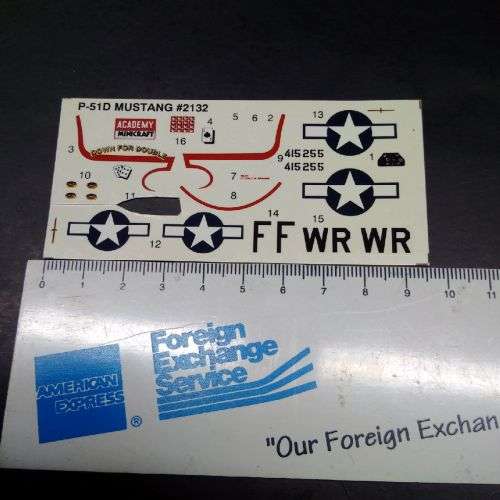 P-51D MUSTANG #2132
ACADEMY
MINICRAFT
4
5 6 2
13
16
3
DOWN FOR DOUBLE
9
415255
415255
1
10
7
11
8
14
15
12
FF WR WR
0 1 2 3 4 5 6 7 8 9 10 11
AMERICAN
EXPRESS
®
Foreign
Exchange
Service
"Our Foreign Exchan